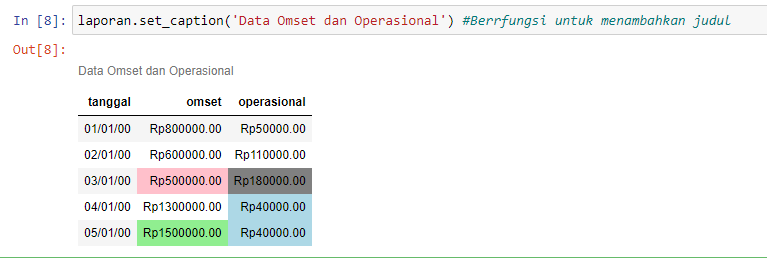 In [8]: laporan.set_caption('Data Omset dan Operasional') #Berrfungsi untuk menambahkan judul
Out[8]:
Data Omset dan Operasional
tanggal omset operasional
01/01/00 Rp800000.00 Rp50000.00
02/01/00 Rp600000.00 Rp110000.00
03/01/00 Rp500000.00 Rp180000.00
04/01/00 Rp1300000.00 Rp40000.00
05/01/00 Rp1500000.00 Rp40000.00